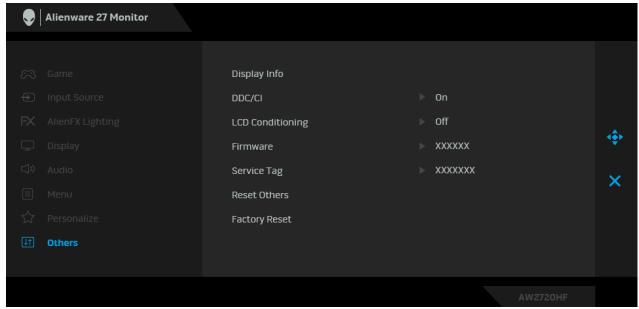 Alienware 27 Monitor
Game
Input Source
AlienFX Lighting
Display
Audio
Menu
Personalize
Others
Display Info
DDC/CI On
LCD Conditioning Off
Firmware XXXXXX
Service Tag XXXXXXX
Reset Others
Factory Reset
AW2720HF